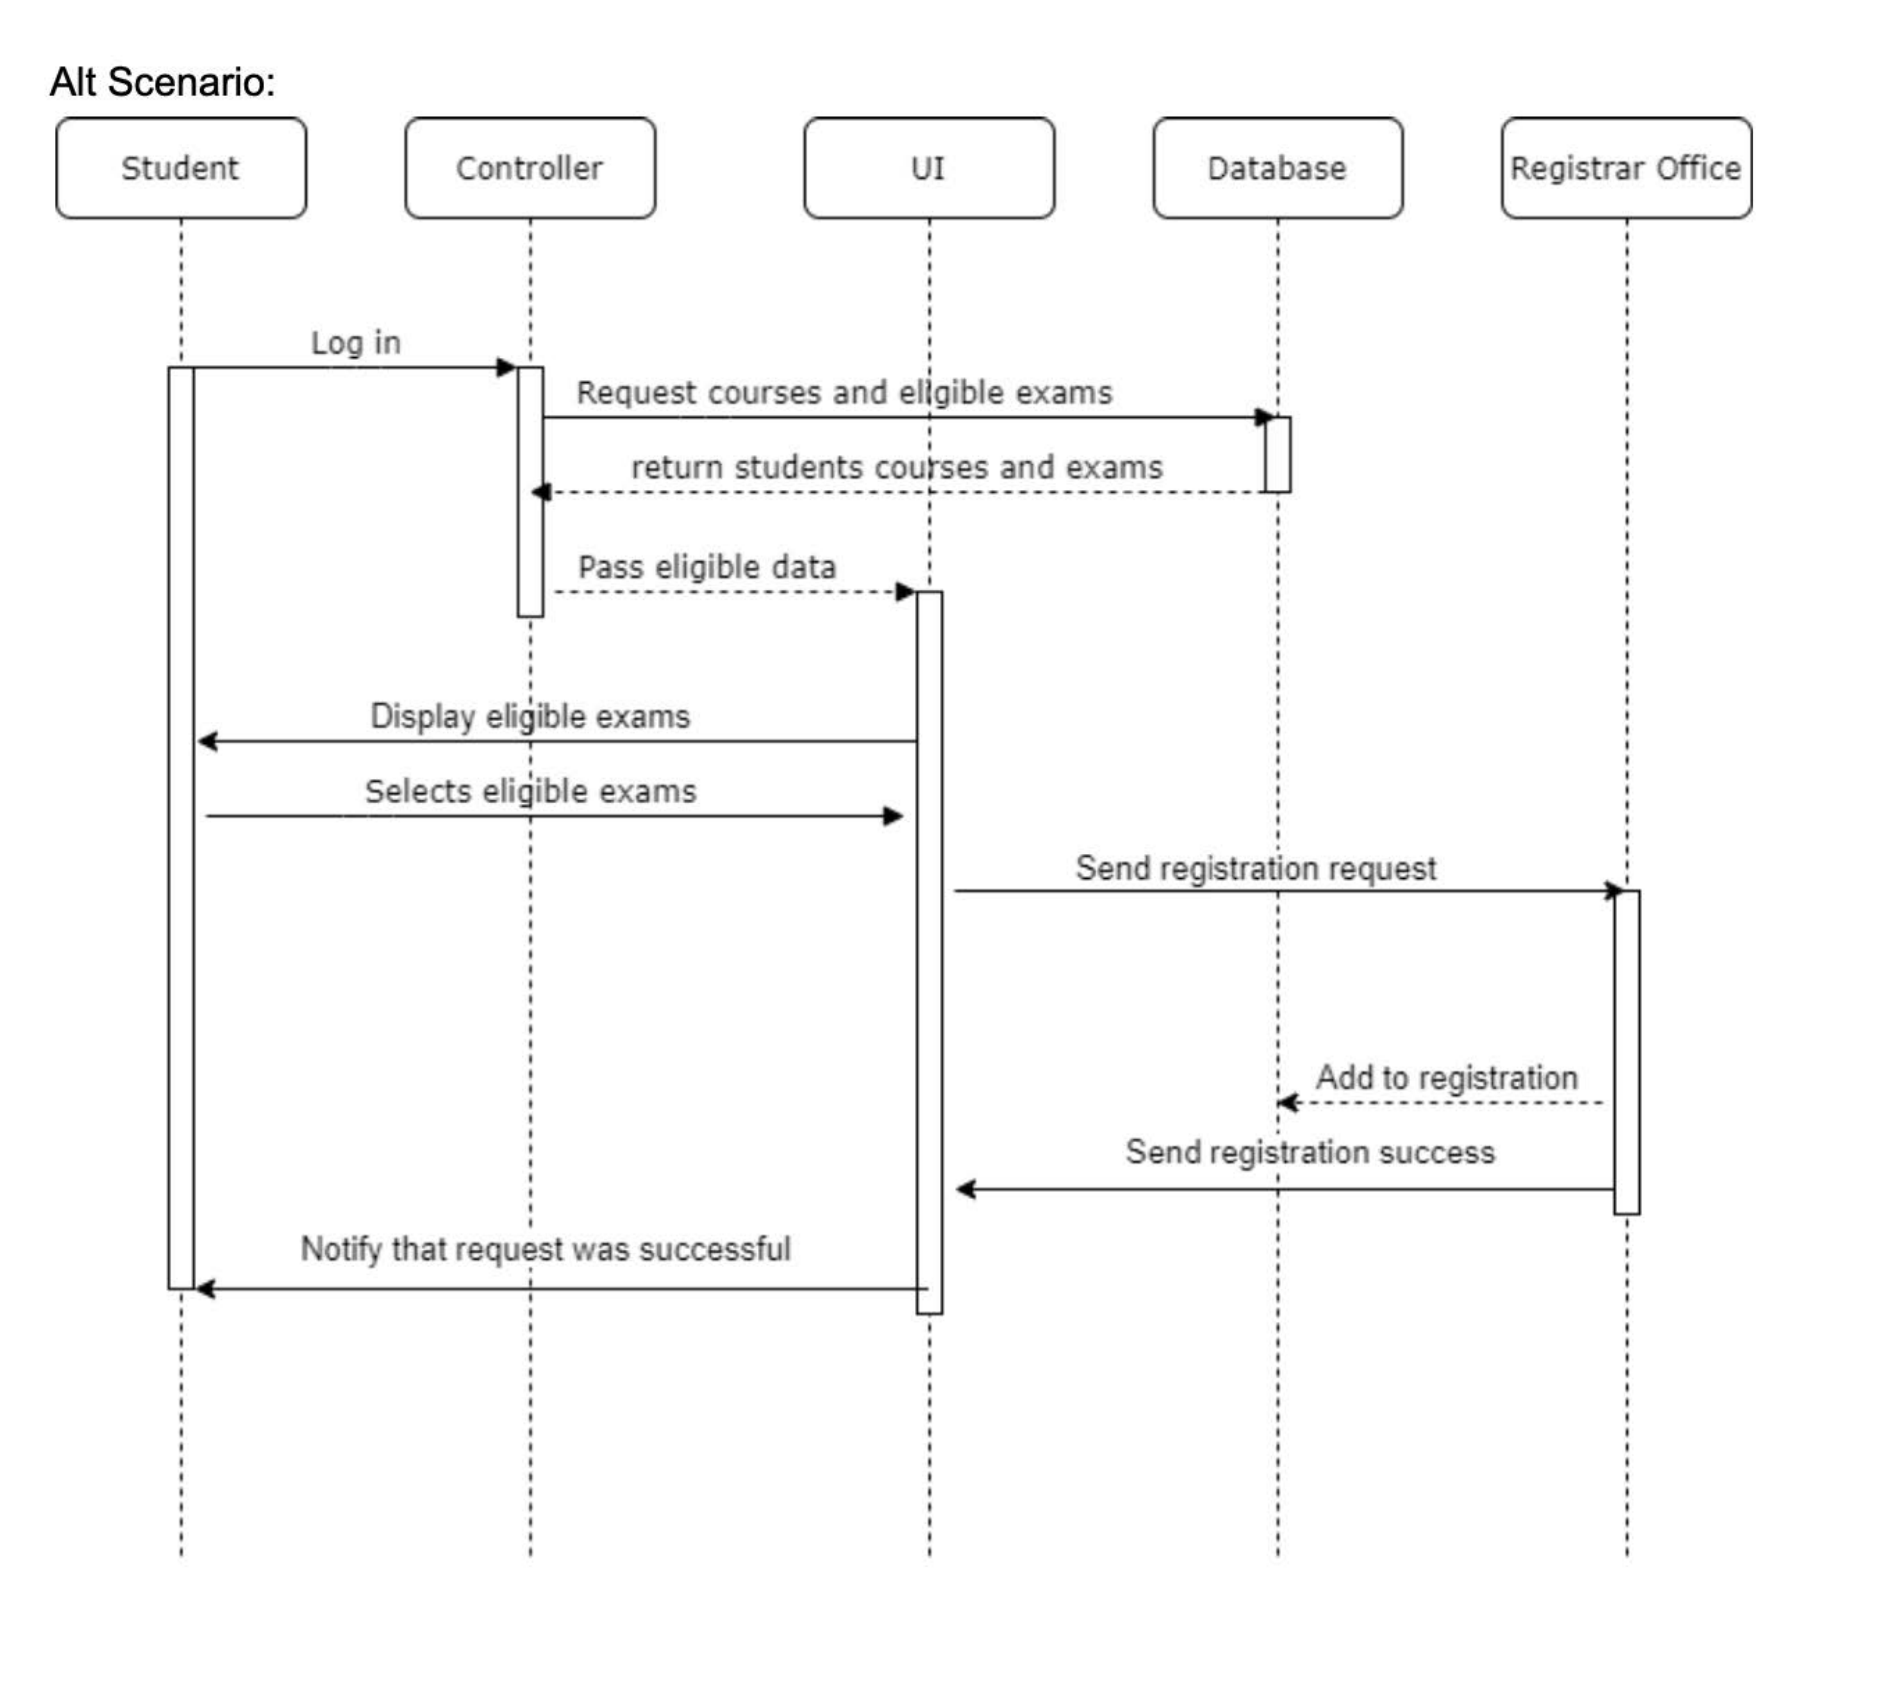 Alt Scenario:
Student
Controller
UI
Database
Registrar Office
Log in
Request courses and eligible exams
return students courses and exams
Pass eligible data
Display eligible exams
Selects eligible exams
Send registration request
Add to registration
Send registration success
Notify that request was successful